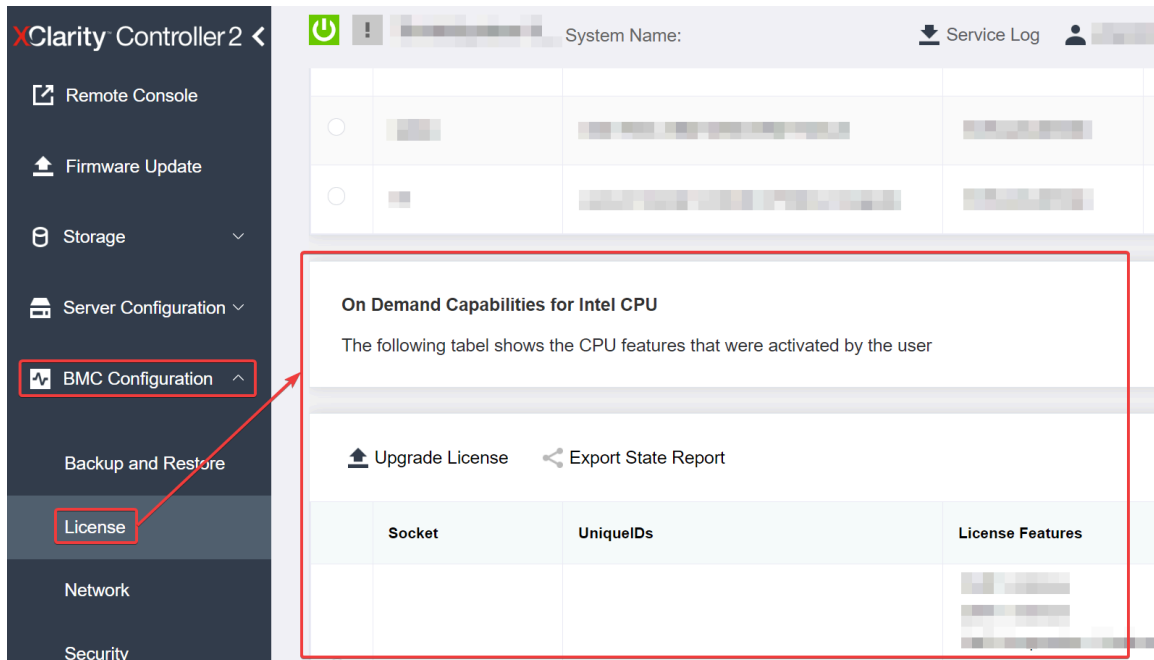 XClarity Controller 2
System Name:
Service Log
Remote Console
Firmware Update
Storage
Server Configuration
BMC Configuration
Backup and Restore
License
Network
Security
On Demand Capabilities for Intel CPU
The following tabel shows the CPU features that were activated by the user
Upgrade License
Export State Report
Socket
UniqueIDs
License Features